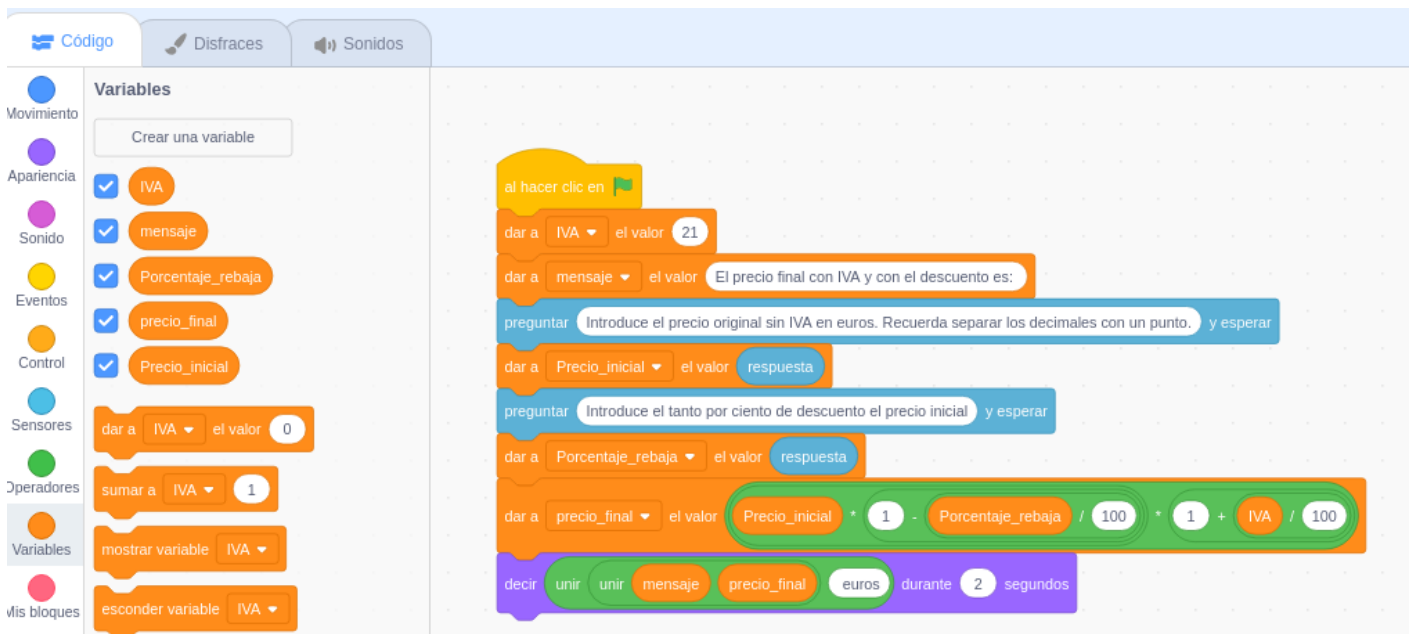 Código
Disfraces
Sonidos
Movimiento
Apariencia
Sonido
Eventos
Control
Sensores
Operadores
Variables
Mis bloques
Variables
Crear una variable
IVA
mensaje
Porcentaje_rebaja
precio_final
Precio_inicial
dar a IVA el valor 0
sumar a IVA 1
mostrar variable IVA
esconder variable IVA
al hacer clic en
dar a IVA el valor 21
dar a mensaje el valor El precio final con IVA y con el descuento es:
preguntar Introduce el precio original sin IVA en euros. Recuerda separar los decimales con un punto. y esperar
dar a Precio_inicial el valor respuesta
preguntar Introduce el tanto por ciento de descuento el precio inicial y esperar
dar a Porcentaje_rebaja el valor respuesta
dar a precio_final el valor Precio_inicial * 1 - Porcentaje_rebaja / 100 * 1 + IVA / 100
decir unir unir mensaje precio_final euros durante 2 segundos